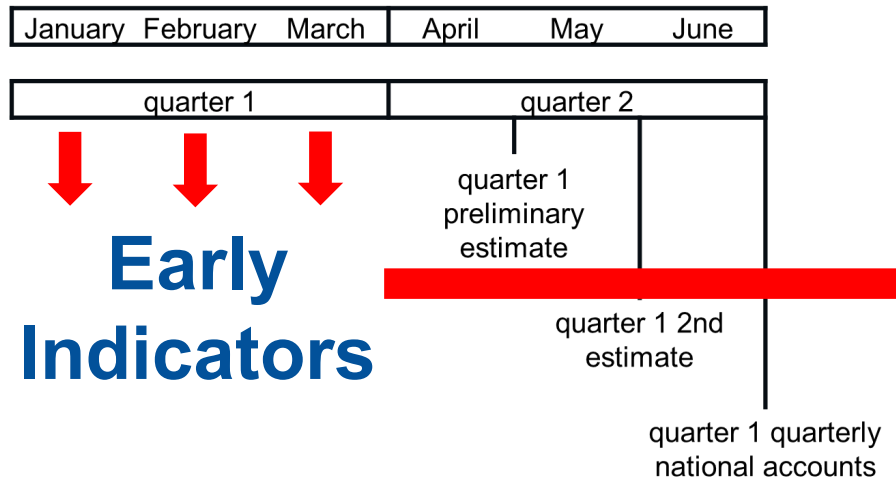 January February March April May June
quarter 1 quarter 2
quarter 1
preliminary
estimate
Early
Indicators
quarter 1 2nd
estimate
quarter 1 quarterly
national accounts